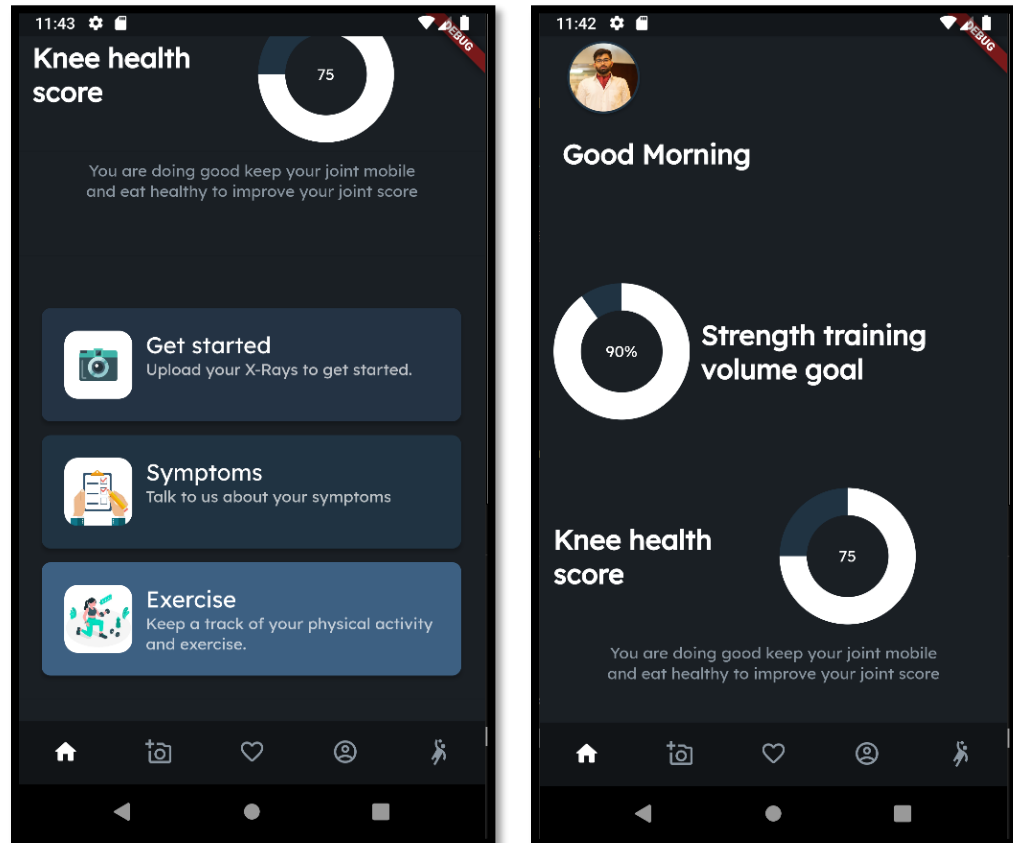 11:43
DEBUG
Knee health
score
75
You are doing good keep your joint mobile
and eat healthy to improve your joint score
Get started
Upload your X-Rays to get started.
Symptoms
Talk to us about your symptoms
Exercise
Keep a track of your physical activity
and exercise.
11:42
DEBUG
Good Morning
90%
Strength training
volume goal
Knee health
score
75
You are doing good keep your joint mobile
and eat healthy to improve your joint score